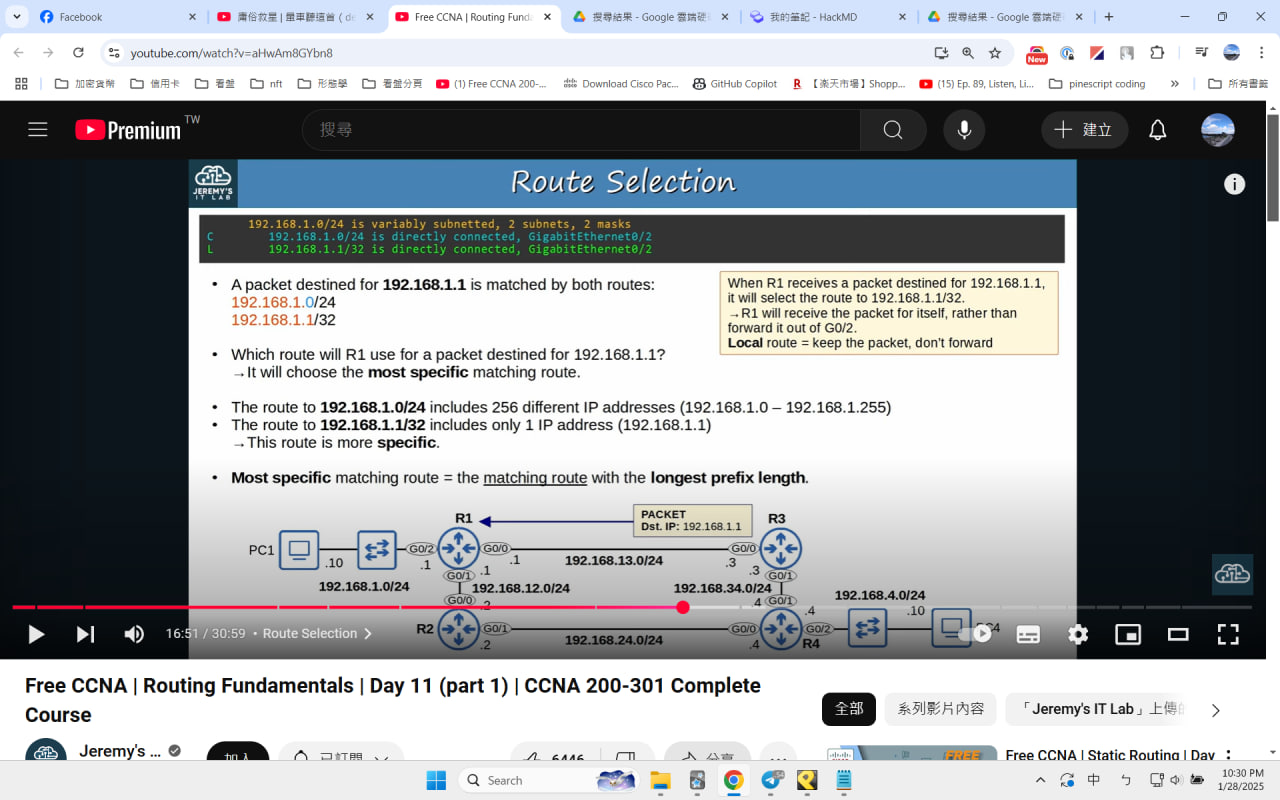 Facebook
庸俗救星 | 單車聽這首（de
Free CCNA | Routing Funda
搜尋結果 - Google 雲端硬
我的筆記 - HackMD
搜尋結果 - Google 雲端硬
youtube.com/watch?v=aHwAm8GYbn8
New
加密貨幣
信用卡
看盤
nft
形態學
看盤分頁
(1) Free CCNA 200-...
Download Cisco Pac...
GitHub Copilot
【楽天市場】Shopp...
(15) Ep. 89, Listen, Li...
pinescript coding
»
所有書籤
Premium TW
搜尋
建立
JEREMY'S
IT LAB
Route Selection
192.168.1.0/24 is variably subnetted, 2 subnets, 2 masks
C 192.168.1.0/24 is directly connected, GigabitEthernet0/2
L 192.168.1.1/32 is directly connected, GigabitEthernet0/2
• A packet destined for 192.168.1.1 is matched by both routes:
192.168.1.0/24
192.168.1.1/32
When R1 receives a packet destined for 192.168.1.1,
it will select the route to 192.168.1.1/32.
→R1 will receive the packet for itself, rather than
forward it out of G0/2.
Local route = keep the packet, don't forward
• Which route will R1 use for a packet destined for 192.168.1.1?
→It will choose the most specific matching route.
• The route to 192.168.1.0/24 includes 256 different IP addresses (192.168.1.0 – 192.168.1.255)
• The route to 192.168.1.1/32 includes only 1 IP address (192.168.1.1)
→This route is more specific.
• Most specific matching route = the matching route with the longest prefix length.
PACKET
Dst. IP: 192.168.1.1
R1
R3
PC1
.10
G0/2
.1
G0/0
.1
192.168.13.0/24
G0/0
.3
192.168.1.0/24
G0/1
.1
192.168.12.0/24
G0/0
.2
192.168.34.0/24
.3
G0/1
.4
G0/1
192.168.4.0/24
R2
G0/1
.2
192.168.24.0/24
G0/0
.4
.4
G0/2
R4
.10
PC4
16:51 / 30:59 • Route Selection
Free CCNA | Routing Fundamentals | Day 11 (part 1) | CCNA 200-301 Complete
Course
全部
系列影片內容
「Jeremy's IT Lab」上傳的
Jeremy's ...
加入
已訂閱
6446
分享
FREE
Free CCNA | Static Routing | Day
Search
中
ㄅ
10:30 PM
1/28/2025